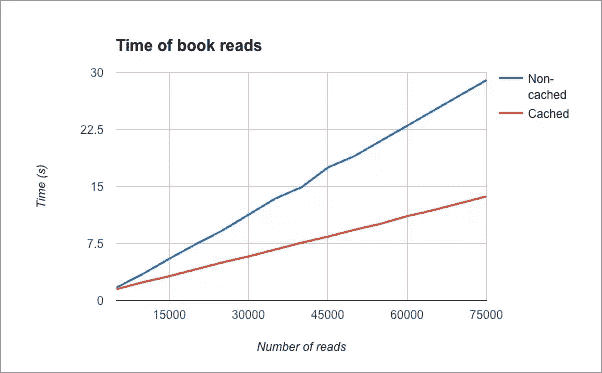 Time of book reads
30
22.5
15
7.5
0
Time (s)
15000 30000 45000 60000 75000
Number of reads
Non-
cached
Cached